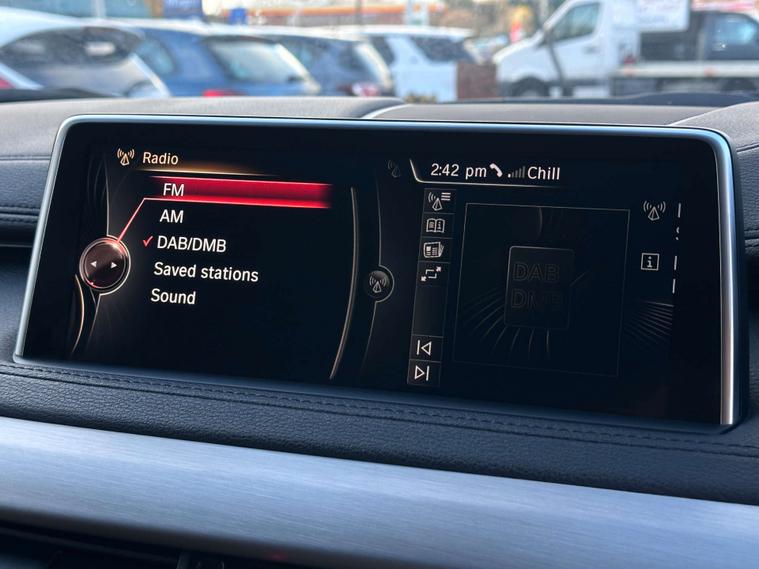 Radio
2:42 pm Chill
FM
AM
DAB/DMB
Saved stations
Sound
DAB
DMB